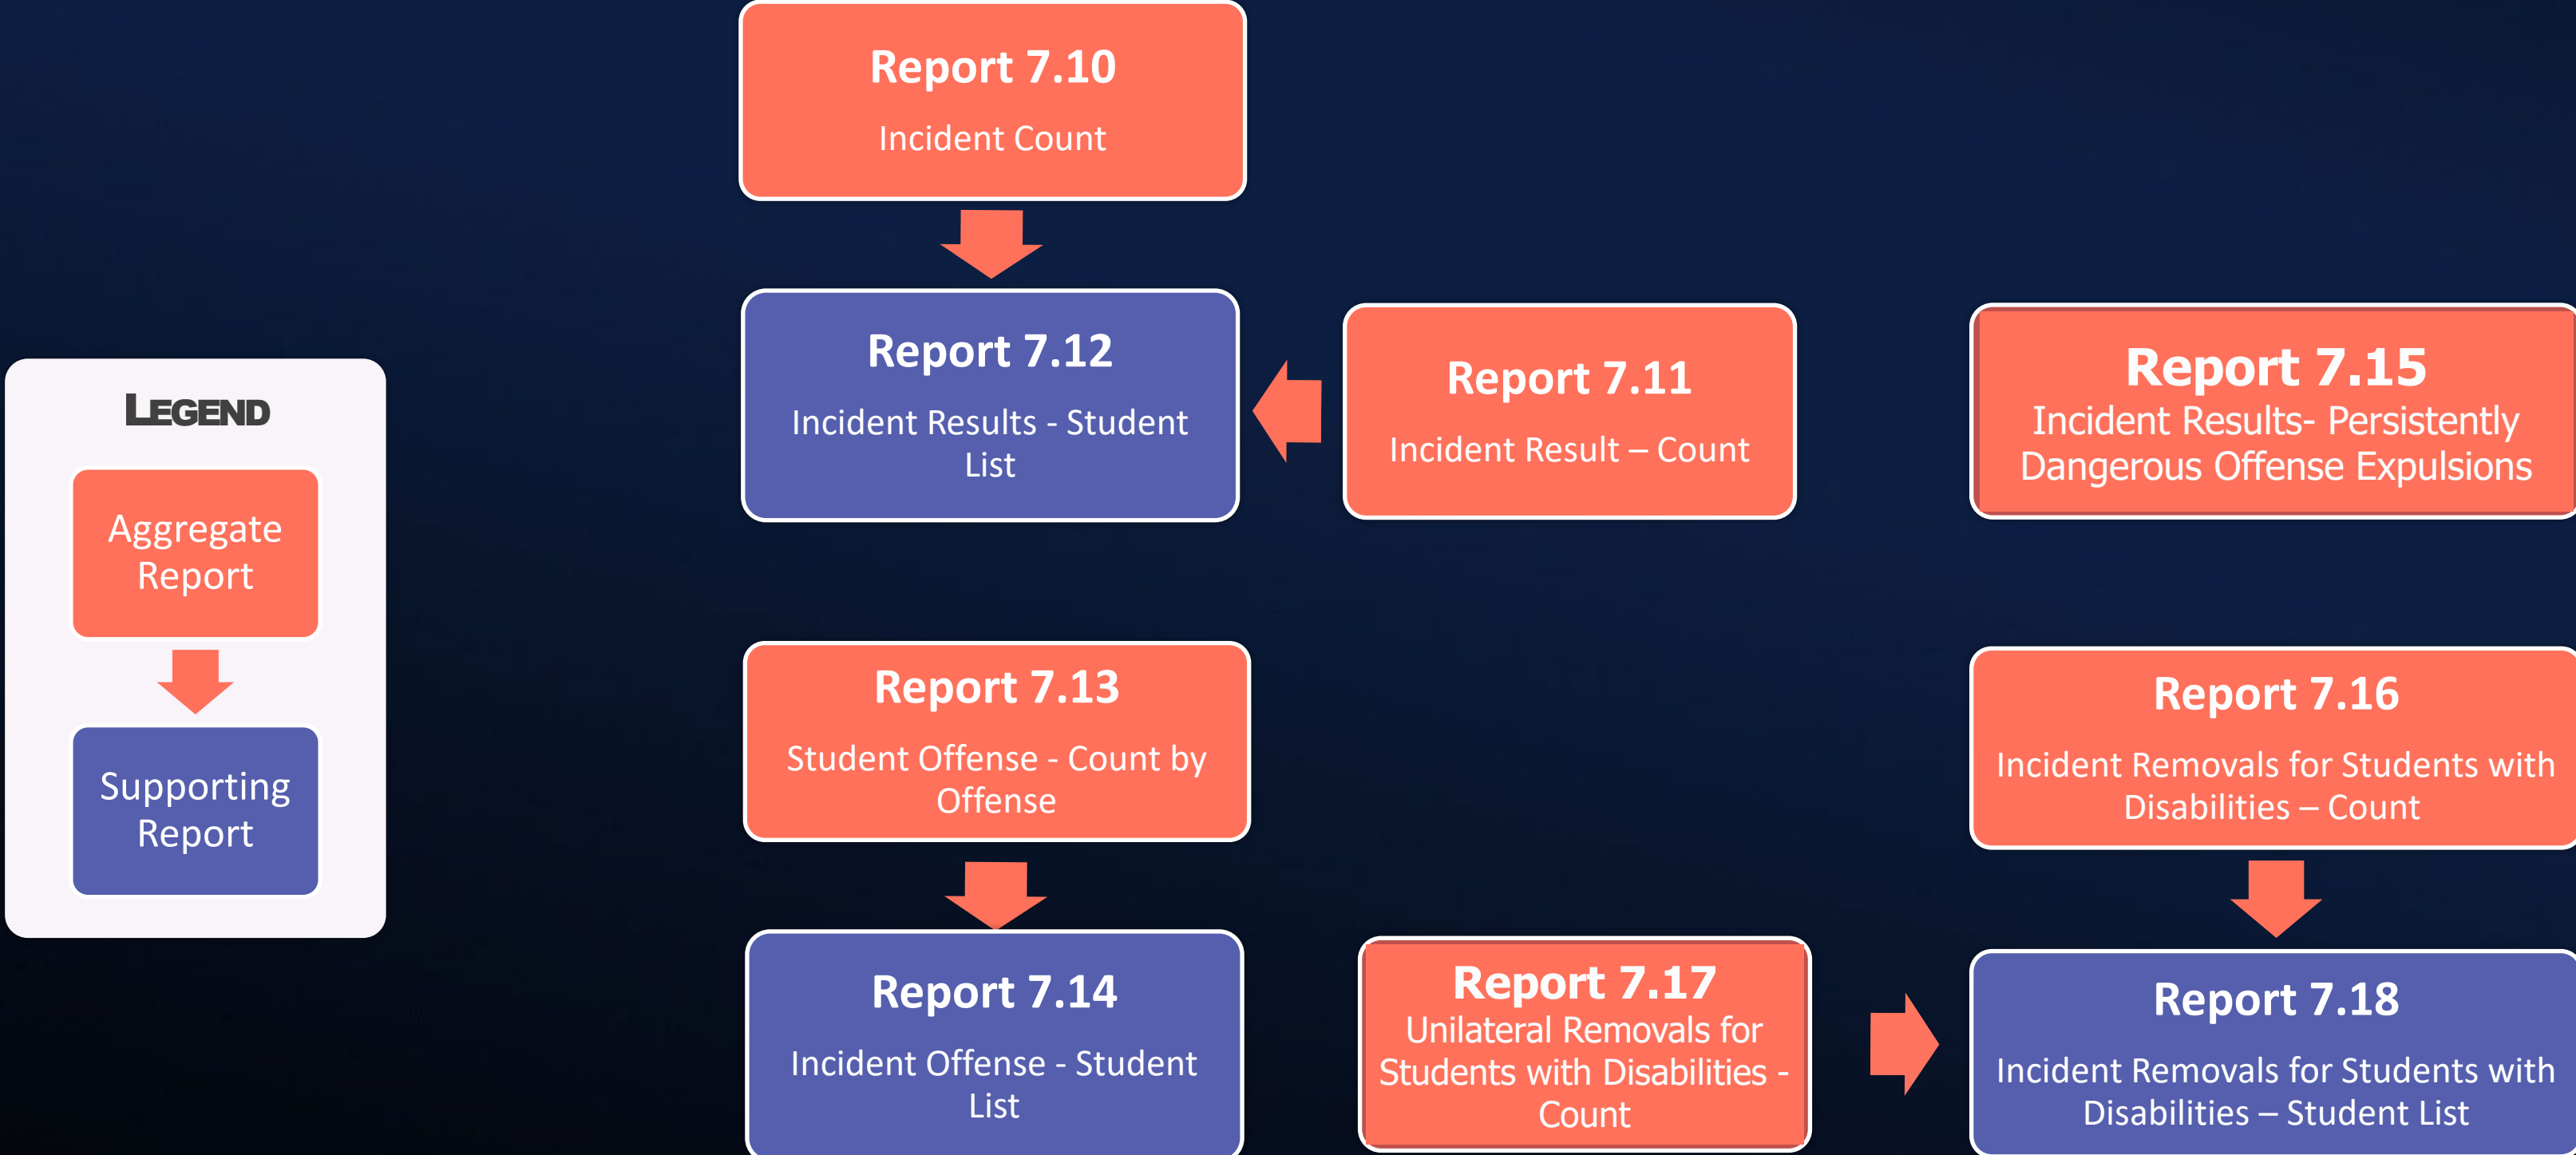 Report 7.10
Incident Count
Report 7.12
Incident Results - Student
List
Report 7.11
Incident Result – Count
Report 7.15
Incident Results- Persistently
Dangerous Offense Expulsions
LEGEND
Aggregate
Report
Supporting
Report
Report 7.13
Student Offense - Count by
Offense
Report 7.16
Incident Removals for Students with
Disabilities – Count
Report 7.14
Incident Offense - Student
List
Report 7.17
Unilateral Removals for
Students with Disabilities -
Count
Report 7.18
Incident Removals for Students with
Disabilities – Student List